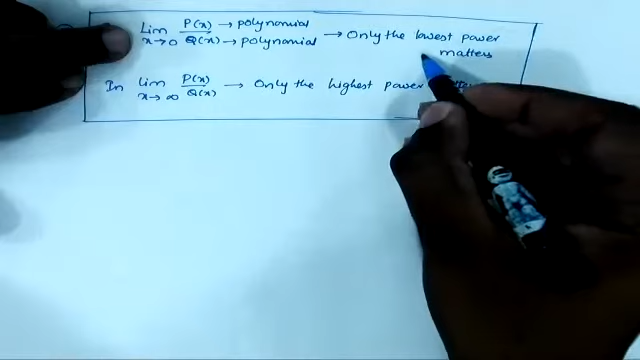 Lim P(x) → polynomial
x→0 Q(x) → polynomial → Only the lowest power
matters
In lim P(x) → Only the highest power
x→∞ Q(x)